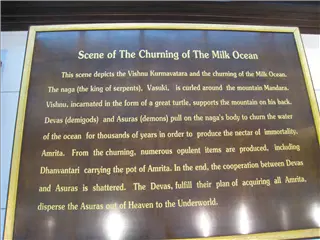 Scene of The Churning of The Milk Ocean
This scene depicts the Vishnu Kurmavatara and the churning of the Milk Ocean.
The naga (the king of serpents), Vasuki, is curled around the mountain Mandara.
Vishnu, incarnated in the form of a great turtle, supports the mountain on his back.
Devas (demigods) and Asuras (demons) pull on the naga's body to churn the
water of the ocean for thousands of years in order to produce the nectar of immortality,
Amrita. From the churning, numerous opulent items are produced, including
Dhanvantari carrying the pot of Amrita. In the end, the cooperation between Devas
and Asuras is shattered. The Devas, fulfill their plan of acquiring all Amrita,
disperse the Asuras out of Heaven to the Underworld.